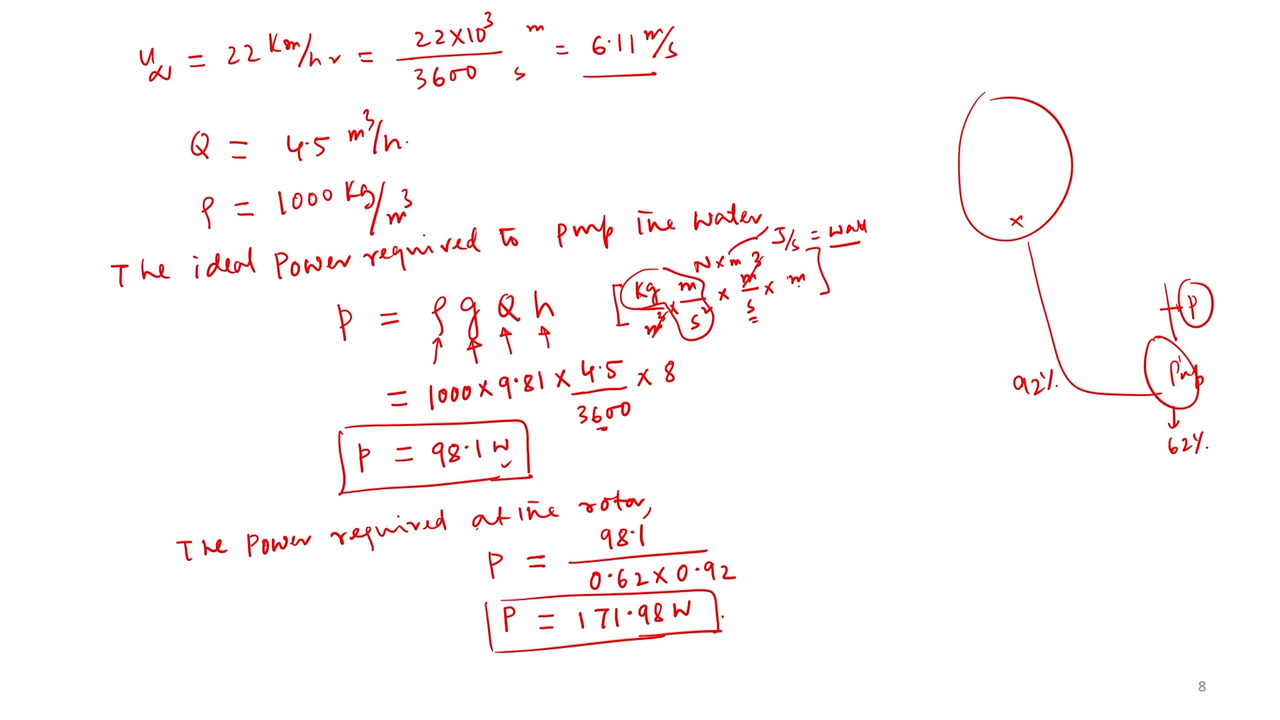 u∞ = 22 Km/hr = 22×10³/3600 m/s = 6.11 m/s
Q = 4.5 m³/h.
ρ = 1000 Kg/m³
The ideal Power required to pump the water
N×m J/s = watt
P = ρ g Q h [Kg/m³ × m/s² × m³/s × m]
= 1000 × 9.81 × 4.5/3600 × 8
P = 98.1 W
The Power required at the rotor,
P = 98.1/0.62 × 0.92
P = 171.98 W.
x
P
Pump
92%.
62%.
8